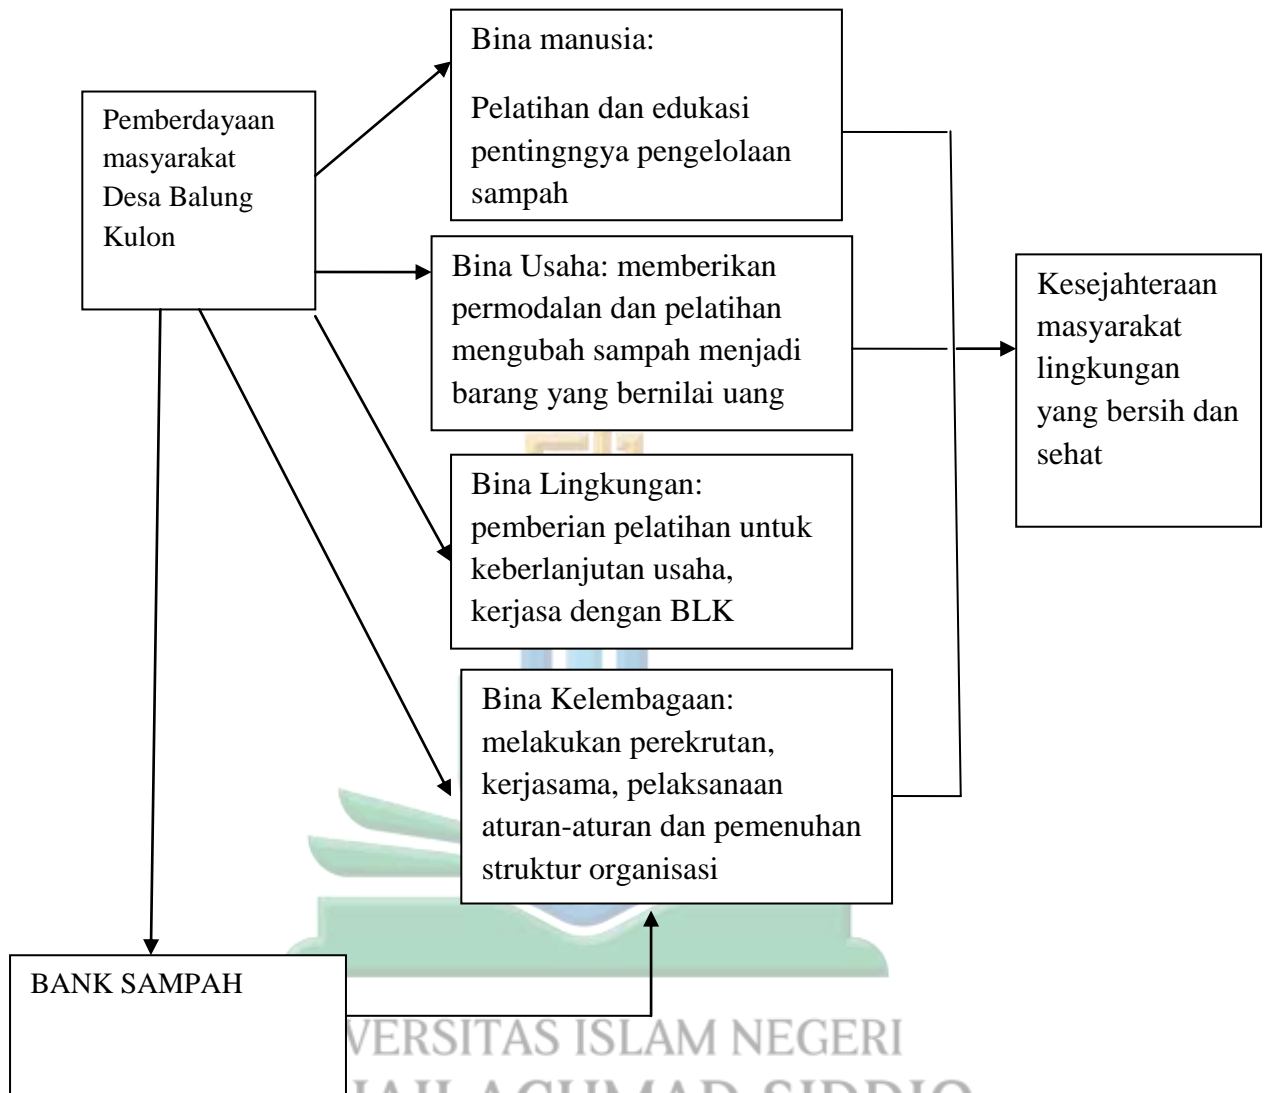 Bina manusia:
Pelatihan dan edukasi
pentingngya pengelolaan
sampah
Pemberdayaan
masyarakat
Desa Balung
Kulon
Bina Usaha: memberikan
permodalan dan pelatihan
mengubah sampah menjadi
barang yang bernilai uang
Kesejahteraan
masyarakat
lingkungan
yang bersih dan
sehat
Bina Lingkungan:
pemberian pelatihan untuk
keberlanjutan usaha,
kerjasa dengan BLK
Bina Kelembagaan:
melakukan perekrutan,
kerjasama, pelaksanaan
aturan-aturan dan pemenuhan
struktur organisasi
BANK SAMPAH
ISLAM NEGERI
ACHMAD SIDDIQ